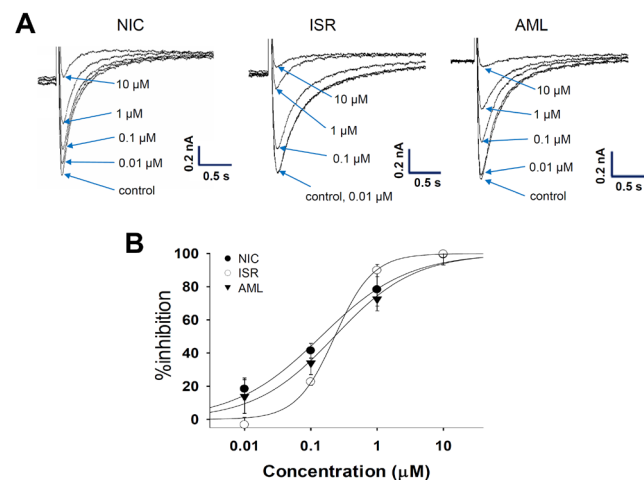 A
NIC
ISR
AML
10 μM
1 μM
0.1 μM
0.01 μM
control
0.2 nA
0.5 s
10 μM
1 μM
0.1 μM
control, 0.01 μM
0.2 nA
0.5 s
10 μM
1 μM
0.1 μM
0.01 μM
control
0.2 nA
0.5 s
B
NIC
ISR
AML
%inhibition
100
80
60
40
20
0
0.01
0.1
1
10
Concentration (μM)